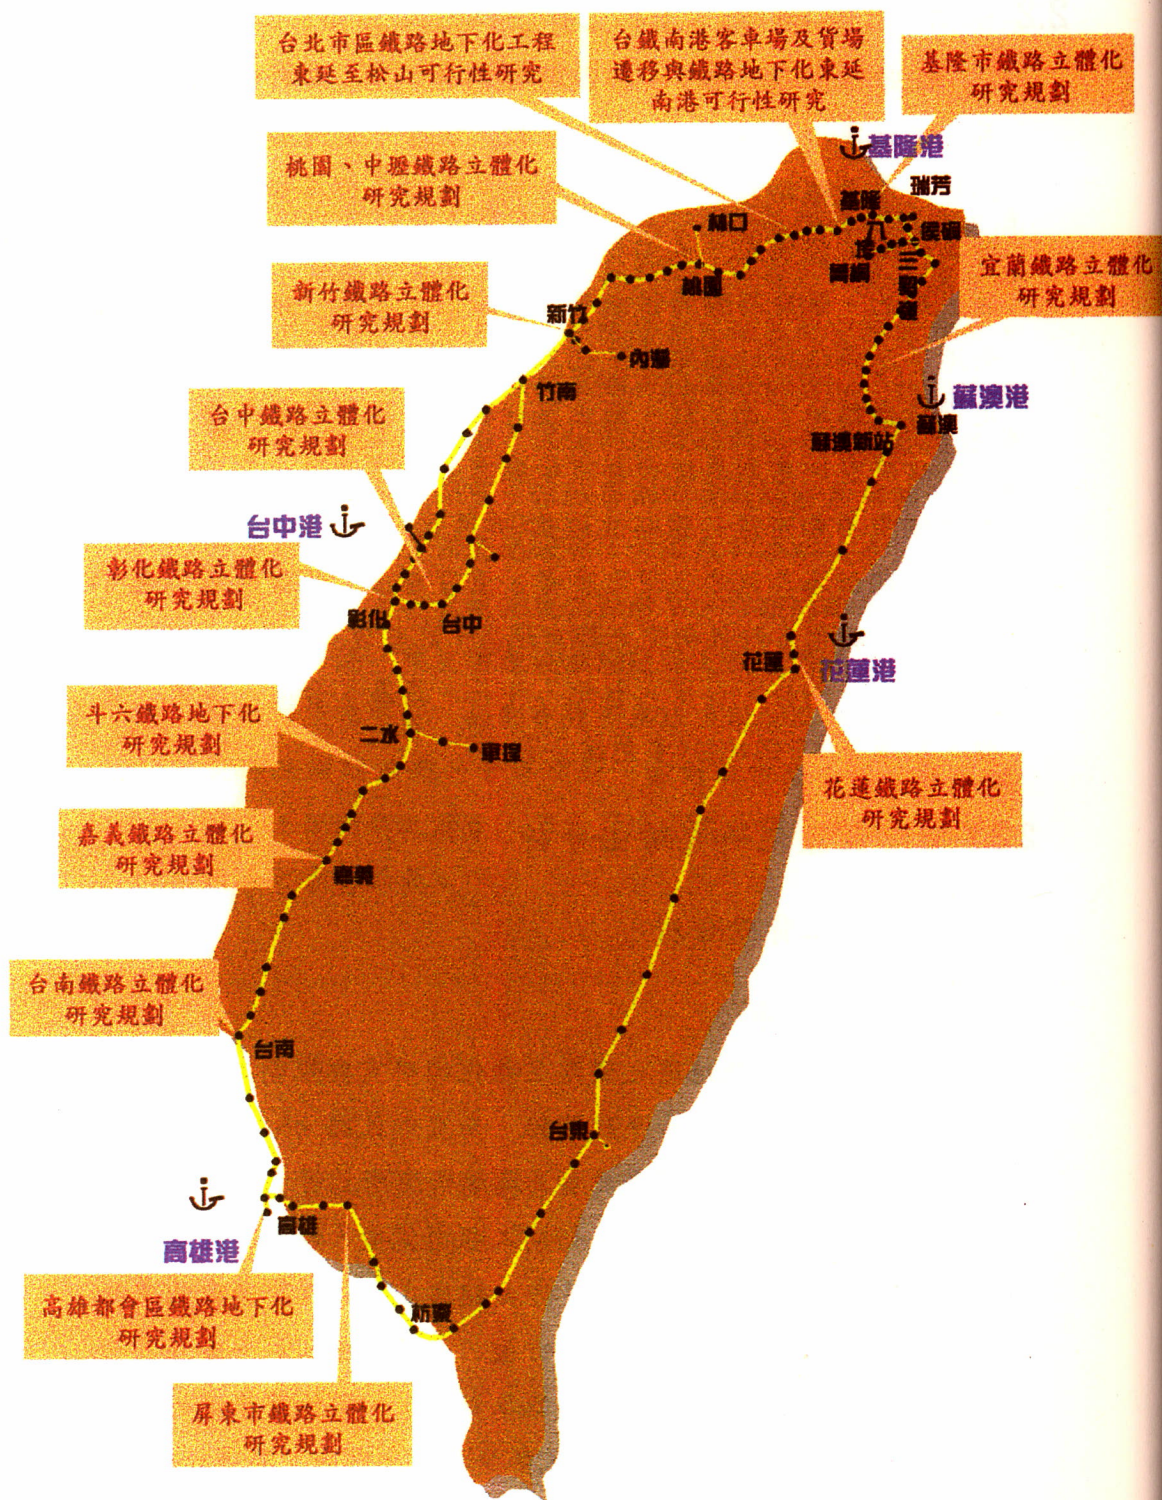 台北市區鐵路地下化工程
東延至松山可行性研究
台鐵南港客車場及貨場
遷移與鐵路地下化東延
南港可行性研究
基隆市鐵路立體化
研究規劃
基隆港
桃園、中壢鐵路立體化
研究規劃
瑞芳
基隆
林口
八
侯硐
堵
菁桐
三貂嶺
桃園
宜蘭鐵路立體化
研究規劃
新竹鐵路立體化
研究規劃
新竹
內灣
竹南
蘇澳港
台中鐵路立體化
研究規劃
蘇澳
蘇澳新站
台中港
彰化鐵路立體化
研究規劃
彰化
台中
花蓮
花蓮港
斗六鐵路地下化
研究規劃
二水
車埕
花蓮鐵路立體化
研究規劃
嘉義鐵路立體化
研究規劃
嘉義
台南鐵路立體化
研究規劃
台南
台東
高雄
高雄港
高雄都會區鐵路地下化
研究規劃
枋寮
屏東市鐵路立體化
研究規劃